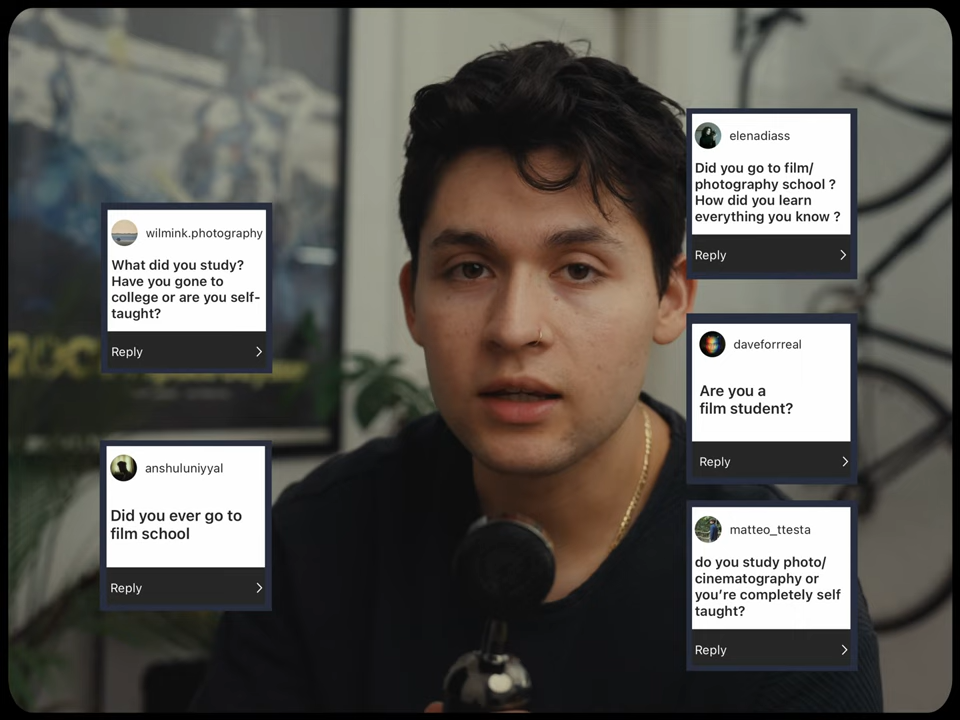 wilmink.photography
What did you study?
Have you gone to
college or are you self-
taught?
Reply
anshuluniyyal
Did you ever go to
film school
Reply
elenadiass
Did you go to film/
photography school ?
How did you learn
everything you know ?
Reply
daveforrreal
Are you a
film student?
Reply
matteo_ttesta
do you study photo/
cinematography or
you’re completely self
taught?
Reply